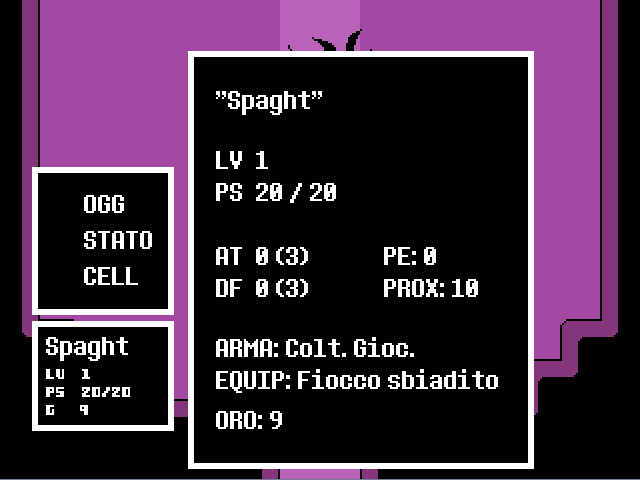 OGG
STATO
CELL
Spaght
LV 1
PS 20/20
G 9
"Spaght"
LV 1
PS 20 / 20
AT 0 (3) PE: 0
DF 0 (3) PROX: 10
ARMA: Colt. Gioc.
EQUIP: Fiocco sbiadito
ORO: 9